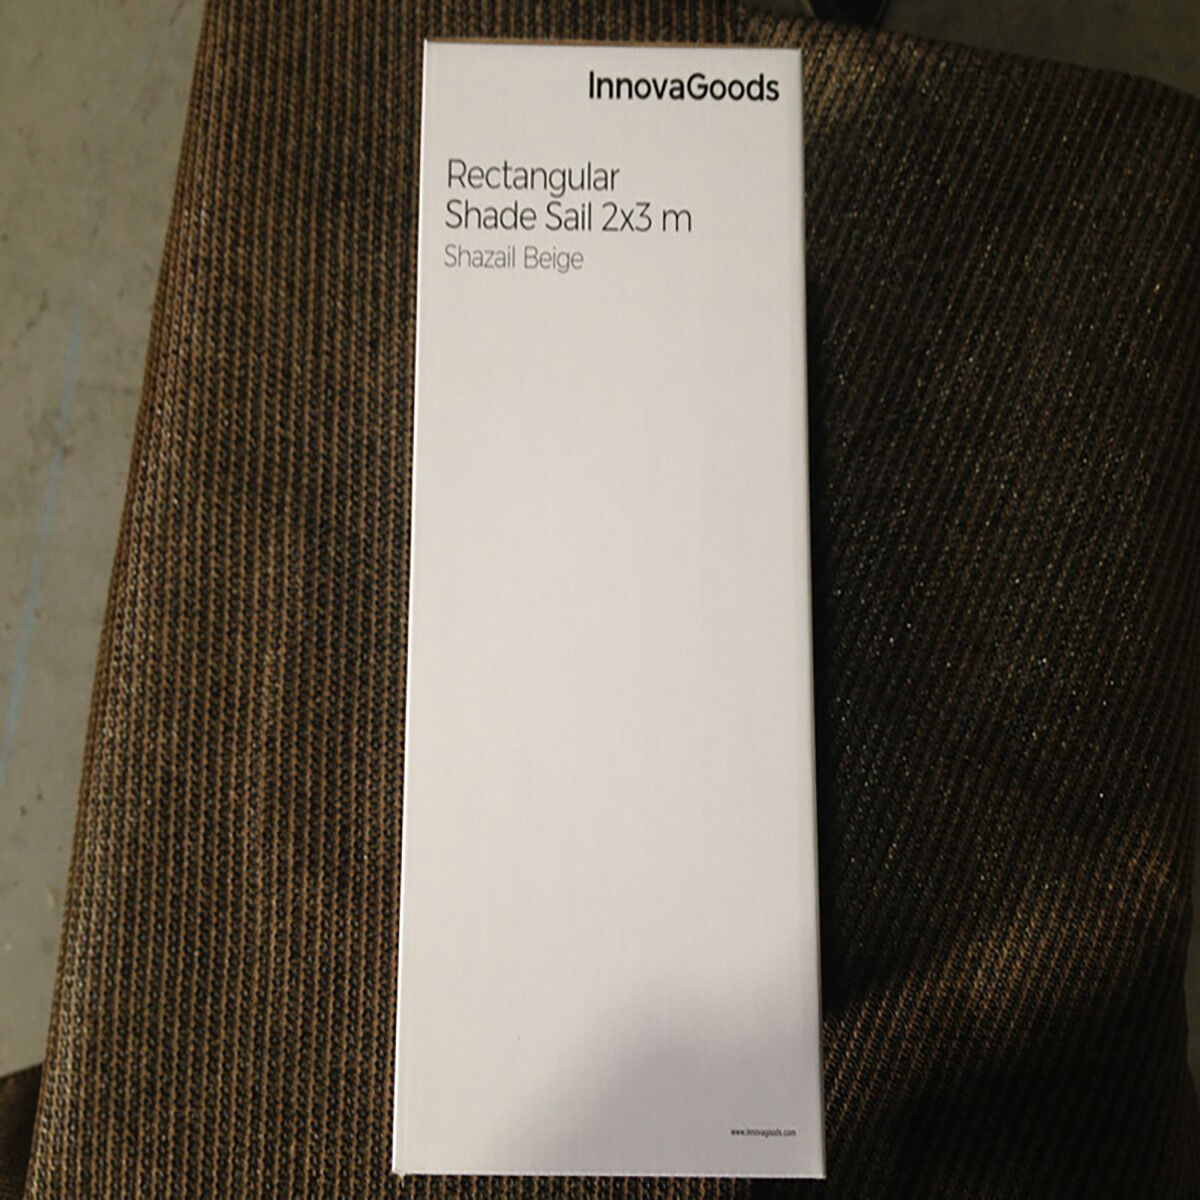 InnovaGoods
Rectangular
Shade Sail 2x3 m
Shazail Beige
www.innovagoods.com